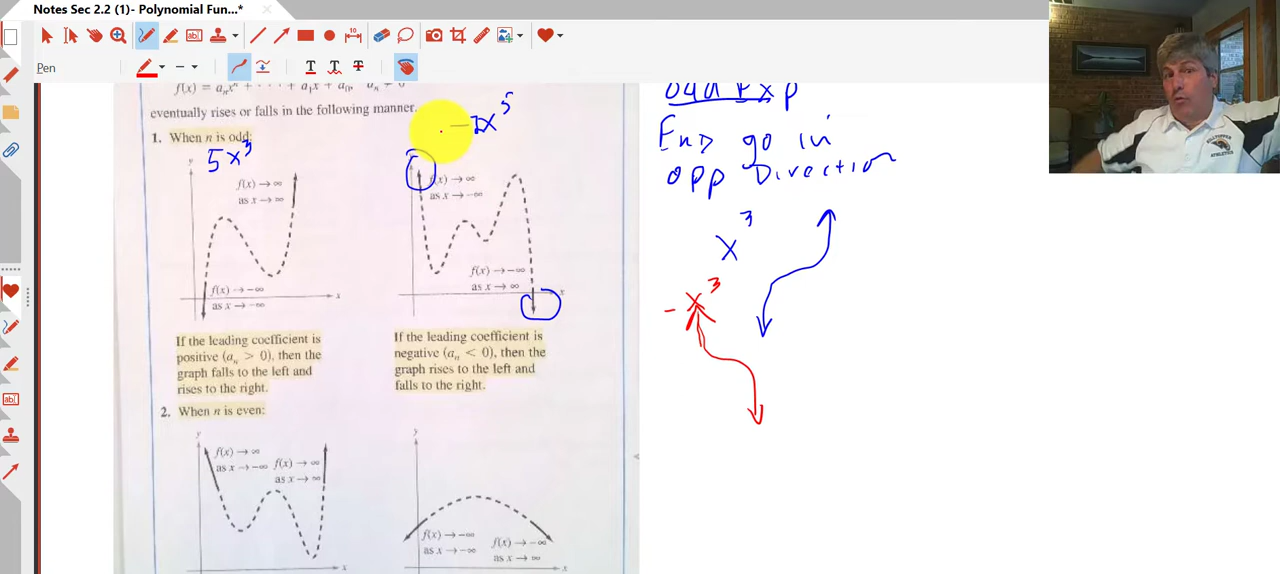 Notes Sec 2.2 (1)- Polynomial Fun...*
Pen
eventually rises or falls in the following manner.
1. When n is odd:
5x³
-2x⁵
y
f(x) → ∞
as x → ∞
f(x) → -∞
as x → -∞
x
f(x) → ∞
as x → -∞
f(x) → -∞
as x → ∞
x
If the leading coefficient is
positive (aₙ > 0), then the
graph falls to the left and
rises to the right.
If the leading coefficient is
negative (aₙ < 0), then the
graph rises to the left and
falls to the right.
2. When n is even:
y
f(x) → ∞
as x → -∞
f(x) → ∞
as x → ∞
x
y
f(x) → -∞
as x → -∞
f(x) → -∞
as x → ∞
x
Odd Exp
End go in
opp Direction
x³
-x³
ATHLETICS